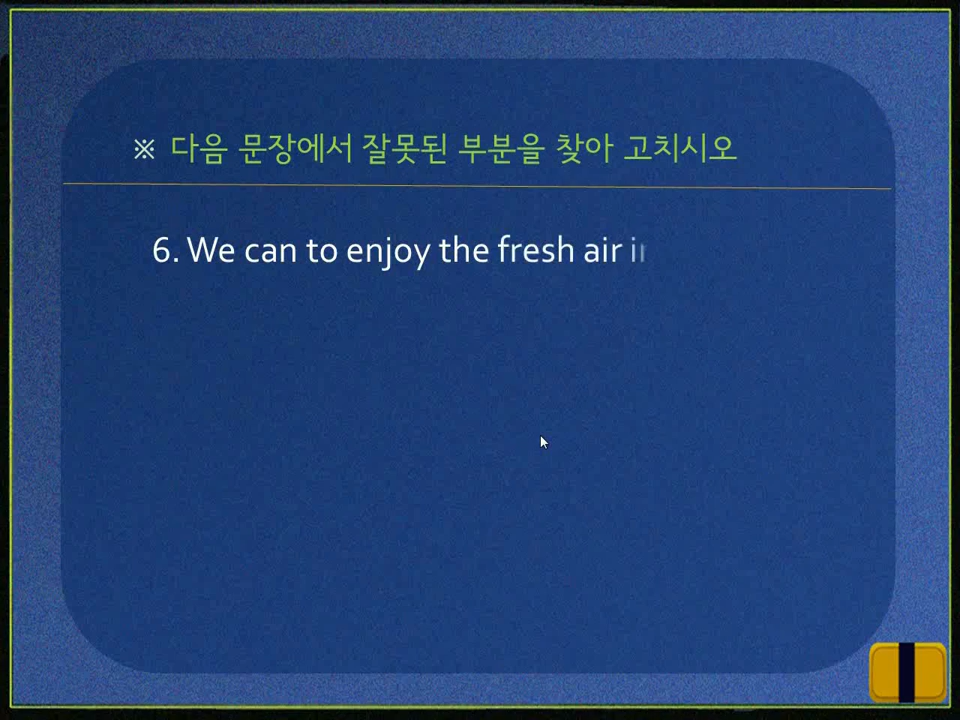 ※ 다음 문장에서 잘못된 부분을 찾아 고치시오
6. We can to enjoy the fresh air